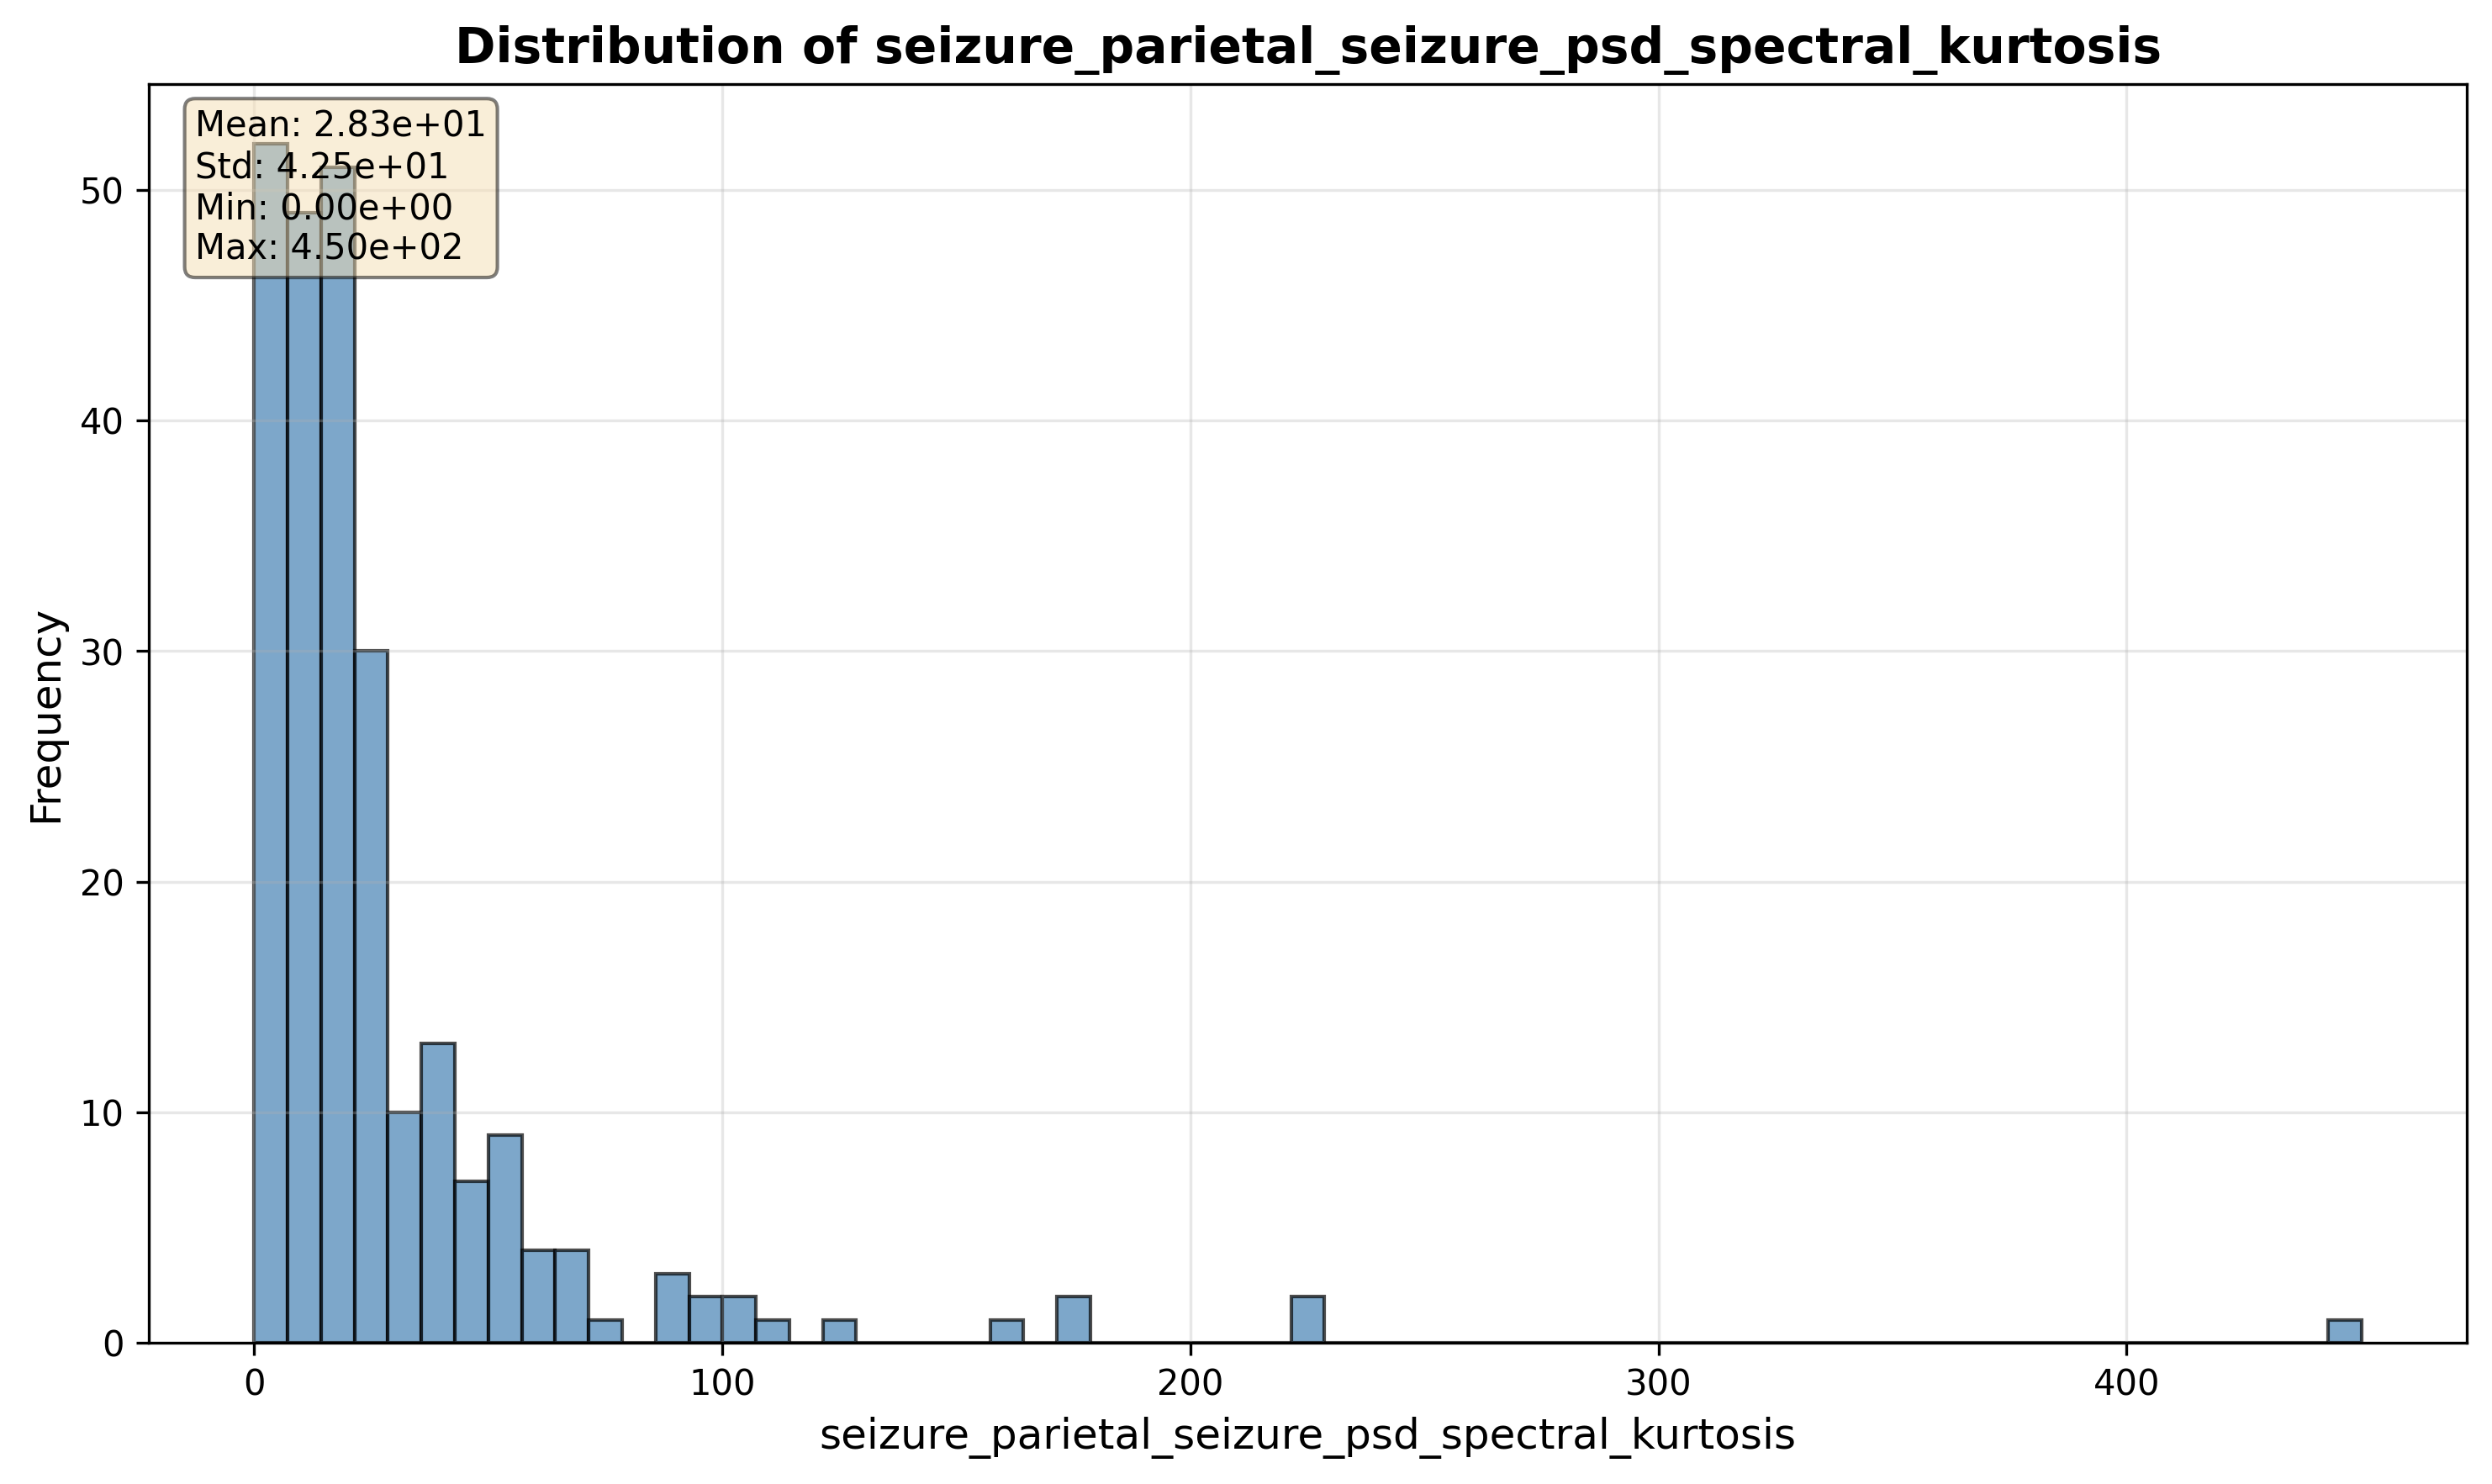 Distribution of seizure_parietal_seizure_psd_spectral_kurtosis
Mean: 2.83e+01
Std: 4.25e+01
Min: 0.00e+00
Max: 4.50e+02
Frequency
50
40
30
20
10
0
0 100 200 300 400
seizure_parietal_seizure_psd_spectral_kurtosis